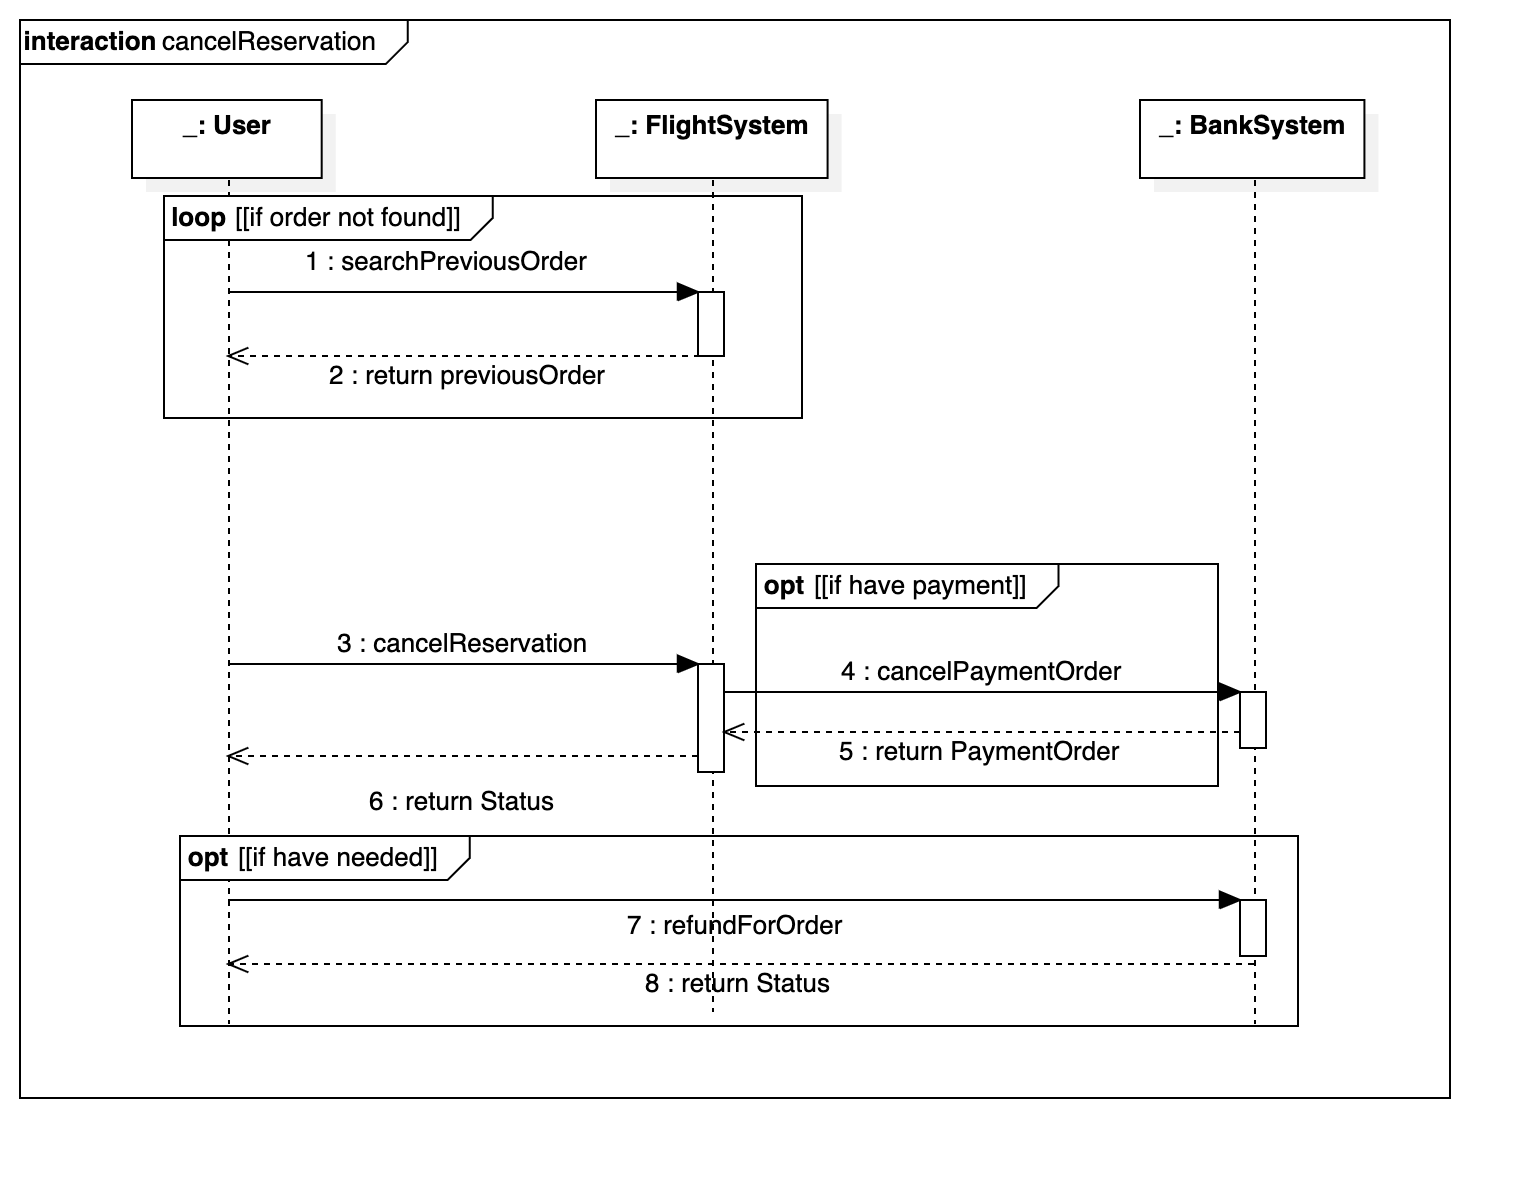 interaction cancelReservation
_: User
_: FlightSystem
_: BankSystem
loop [[if order not found]]
1 : searchPreviousOrder
2 : return previousOrder
opt [[if have payment]]
3 : cancelReservation
4 : cancelPaymentOrder
5 : return PaymentOrder
6 : return Status
opt [[if have needed]]
7 : refundForOrder
8 : return Status